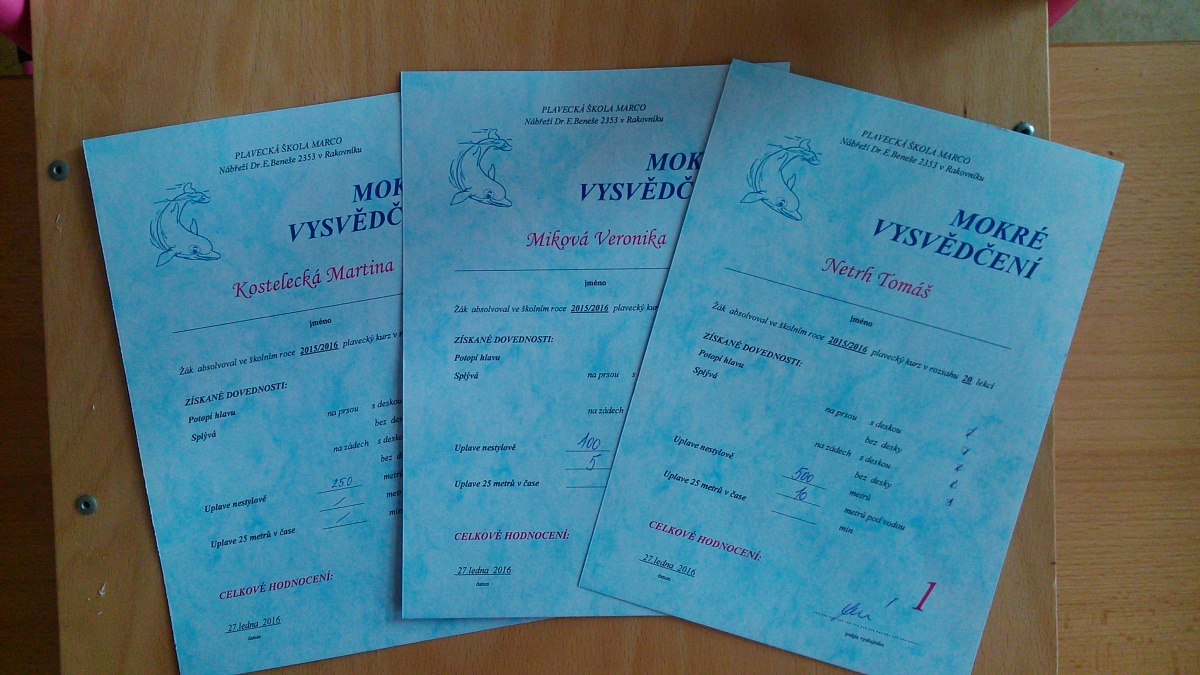 PLAVECKÁ ŠKOLA MARCO
Nábřeží Dr.E.Beneše 2353 v Rakovníku
MOK
VYSVĚDČ
Kostelecká Martina
jméno
Žák absolvoval ve školním roce 2015/2016 plavecký kurz v
ZÍSKANÉ DOVEDNOSTI:
Potopí hlavu
Splývá na prsou s deskou
bez
na zádech s
bez
Uplave nestylově 250
Uplave 25 metrů v čase
CELKOVÉ HODNOCENÍ:
27.ledna 2016
datum
PLAVECKÁ ŠKOLA MARCO
Nábřeží Dr.E.Beneše 2353 v Rakovníku
MOK
VYSVĚDČ
Miková Veronika
jméno
Žák absolvoval ve školním roce 2015/2016 plavecký
ZÍSKANÉ DOVEDNOSTI:
Potopí hlavu
Splývá na prsou s
na zádech
Uplave nestylově 100
5
Uplave 25 metrů v čase
CELKOVÉ HODNOCENÍ:
27.ledna 2016
datum
PLAVECKÁ ŠKOLA MARCO
Nábřeží Dr.E.Beneše 2353 v Rakovníku
MOKRÉ
VYSVĚDČENÍ
Netrh Tomáš
jméno
Žák absolvoval ve školním roce 2015/2016 plavecký kurz v rozsahu 20 lekcí
ZÍSKANÉ DOVEDNOSTI:
Potopí hlavu
Splývá na prsou s deskou
bez desky
na zádech s deskou
bez desky
Uplave nestylově 500 metrů
10 metrů pod vodou
Uplave 25 metrů v čase min
CELKOVÉ HODNOCENÍ: 1
27.ledna 2016
datum
podpis vyučujícího